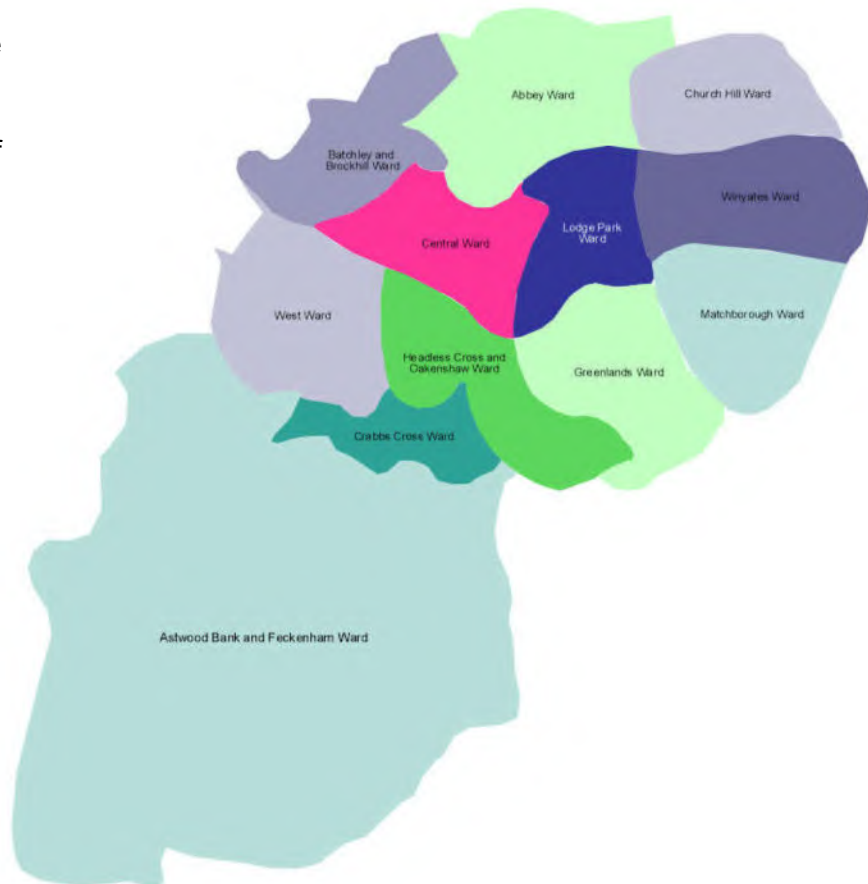 Abbey Ward
Church Hill Ward
Batchley and
Brockhill Ward
Winyates Ward
Lodge Park
Ward
Central Ward
West Ward
Matchborough Ward
Headless Cross and
Oakenshaw Ward
Greenlands Ward
Crabbs Cross Ward
Astwood Bank and Feckenham Ward